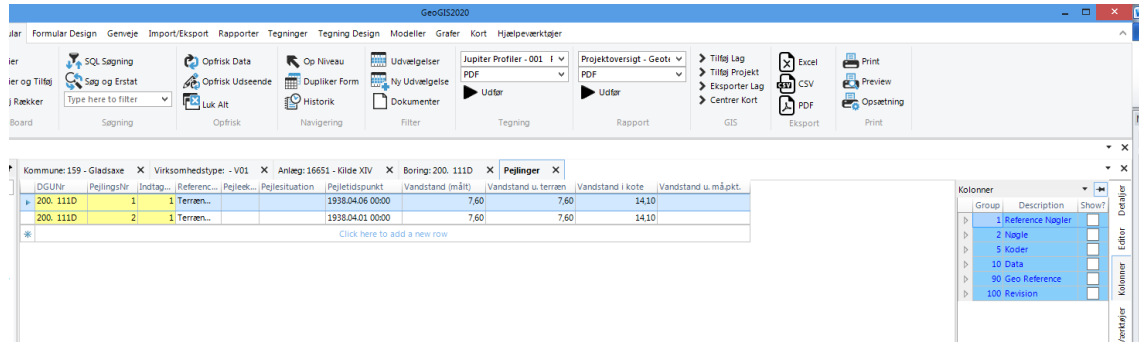 GeoGIS2020
ular Formular Design Genveje Import/Eksport Rapporter Tegninger Tegning Design Modeller Grafer Kort Hjælpeværktøjer
ier SQL Søgning Opfrisk Data Op Niveau Udvælgelser Jupiter Profiler - 001 Projektoversigt - Geote Tilføj Lag Excel Print
ier og Tilføj Søg og Erstat Opfrisk Udseende Dupliker Form Ny Udvælgelse PDF PDF Tilføj Projekt CSV Preview
j Rækker Type here to filter Luk Alt Historik Dokumenter Udfør Udfør Eksporter Lag PDF Opsætning
Centrer Kort
Board Søgning Opfrisk Navigering Filter Tegning Rapport GIS Eksport Print
Kommune: 159 - Gladsaxe X Virksomhedstype: - V01 X Anlæg: 16651 - Kilde XIV X Boring: 200. 111D X Pejlinger X
DGUNr PejlingsNr Indtag... Referenc... Pejleek... Pejlesituation Pejletidspunkt Vandstand (målt) Vandstand u. terræn Vandstand i kote Vandstand u. må.pkt.
200. 111D 1 1 Terræn... 1938.04.06 00:00 7,60 7,60 14,10
200. 111D 2 1 Terræn... 1938.04.01 00:00 7,60 7,60 14,10
Click here to add a new row
Kolonner
Group Description Show?
1 Reference Nøgler
2 Nøgle
5 Koder
10 Data
90 Geo Reference
100 Revision
Detaljer
Editor
Kolonner
Værktøjer